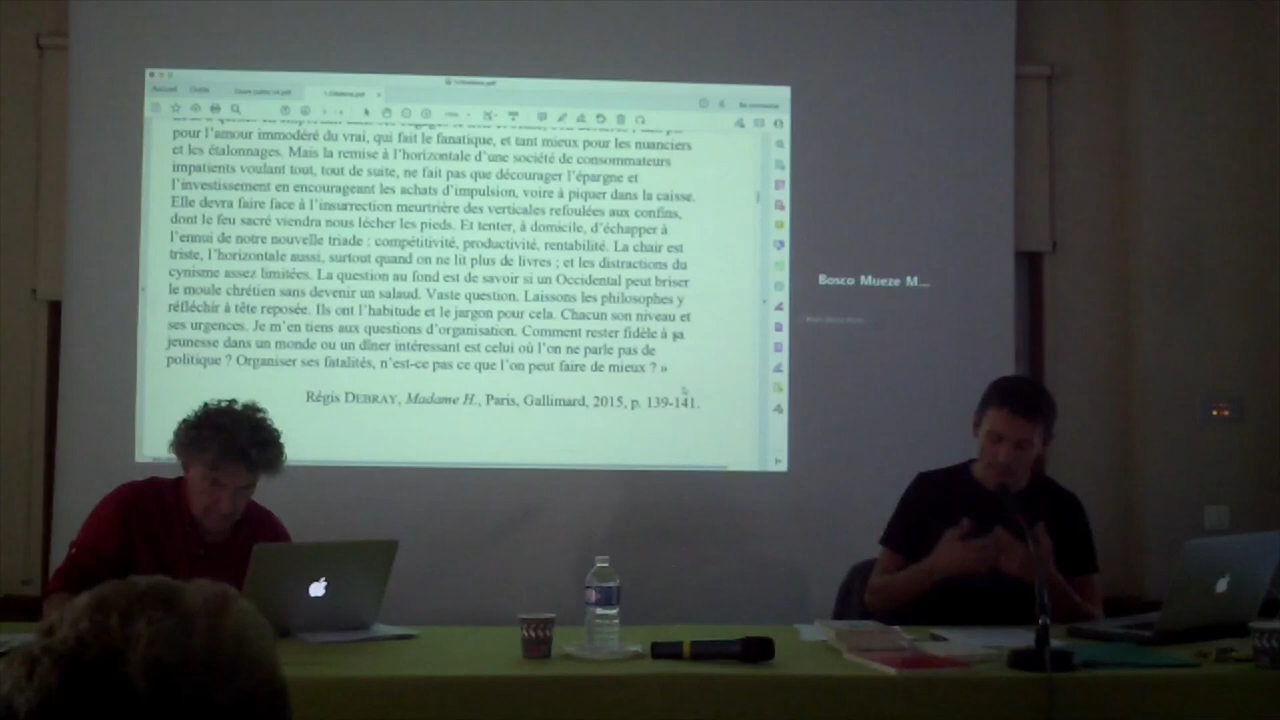 Accueil Outils 1.Citations.pdf
1.Citations.pdf
Se connecter
pour l'amour immodéré du vrai, qui fait le fanatique, et tant mieux pour les nuanciers
et les étalonnages. Mais la remise à l'horizontale d'une société de consommateurs
impatients voulant tout, tout de suite, ne fait pas que décourager l'épargne et
l'investissement en encourageant les achats d'impulsion, voire à piquer dans la caisse.
Elle devra faire face à l'insurrection meurtrière des verticales refoulées aux confins,
dont le feu sacré viendra nous lécher les pieds. Et tenter, à domicile, d'échapper à
l'ennui de notre nouvelle triade : compétitivité, productivité, rentabilité. La chair est
triste, l'horizontale aussi, surtout quand on ne lit plus de livres ; et les distractions du
cynisme assez limitées. La question au fond est de savoir si un Occidental peut briser
le moule chrétien sans devenir un salaud. Vaste question. Laissons les philosophes y
réfléchir à tête reposée. Ils ont l'habitude et le jargon pour cela. Chacun son niveau et
ses urgences. Je m'en tiens aux questions d'organisation. Comment rester fidèle à sa
jeunesse dans un monde ou un dîner intéressant est celui où l'on ne parle pas de
politique ? Organiser ses fatalités, n'est-ce pas ce que l'on peut faire de mieux ? »
Régis DEBRAY, Madame H., Paris, Gallimard, 2015, p. 139-141.
Bosco Mueze M...